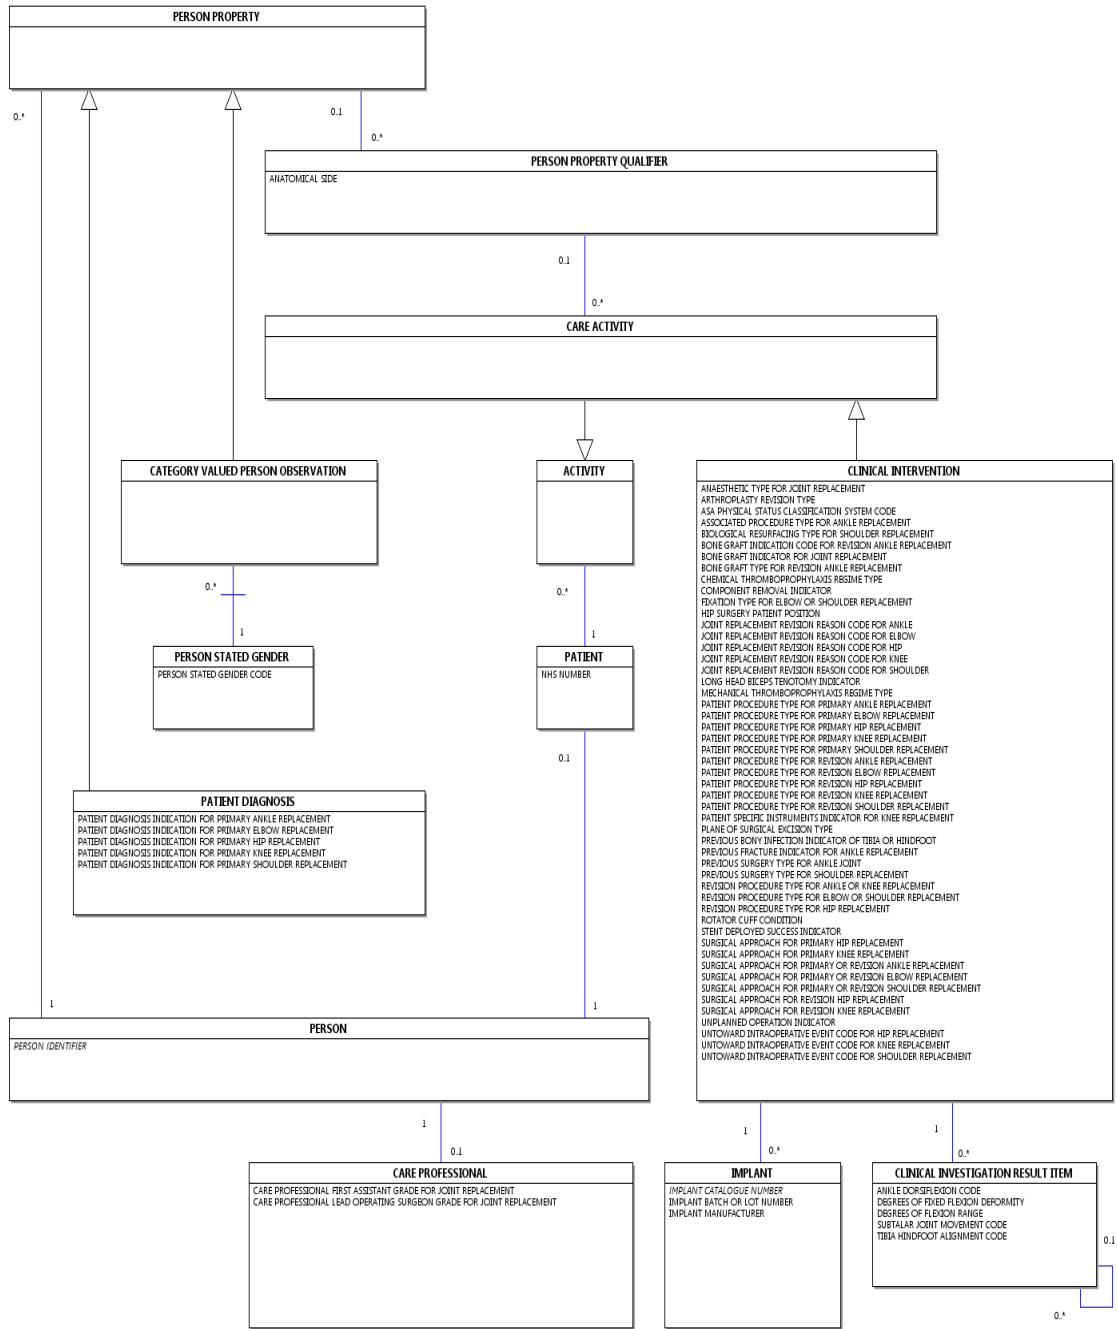 PERSON PROPERTY
0..*
0..1
0..*
PERSON PROPERTY QUALIFIER
ANATOMICAL SIDE
0..1
0..*
CARE ACTIVITY
CATEGORY VALUED PERSON OBSERVATION
0..*
1
PERSON STATED GENDER
PERSON STATED GENDER CODE
ACTIVITY
0..*
1
PATIENT
NHS NUMBER
0..1
1
CLINICAL INTERVENTION
ANAESTHETIC TYPE FOR JOINT REPLACEMENT
ARTHROPLASTY REVISION TYPE
ASA PHYSICAL STATUS CLASSIFICATION SYSTEM CODE
ASSOCIATED PROCEDURE TYPE FOR ANKLE REPLACEMENT
BIOLOGICAL RESURFACING TYPE FOR SHOULDER REPLACEMENT
BONE GRAFT INDICATION CODE FOR REVISION ANKLE REPLACEMENT
BONE GRAFT INDICATOR FOR JOINT REPLACEMENT
BONE GRAFT TYPE FOR REVISION ANKLE REPLACEMENT
CHEMICAL THROMBOPROPHYLAXIS REGIME TYPE
COMPONENT REMOVAL INDICATOR
FIXATION TYPE FOR ELBOW OR SHOULDER REPLACEMENT
HIP SURGERY PATIENT POSITION
JOINT REPLACEMENT REVISION REASON CODE FOR ANKLE
JOINT REPLACEMENT REVISION REASON CODE FOR ELBOW
JOINT REPLACEMENT REVISION REASON CODE FOR HIP
JOINT REPLACEMENT REVISION REASON CODE FOR KNEE
JOINT REPLACEMENT REVISION REASON CODE FOR SHOULDER
LONG HEAD BICEPS TENOTOMY INDICATOR
MECHANICAL THROMBOPROPHYLAXIS REGIME TYPE
PATIENT PROCEDURE TYPE FOR PRIMARY ANKLE REPLACEMENT
PATIENT PROCEDURE TYPE FOR PRIMARY ELBOW REPLACEMENT
PATIENT PROCEDURE TYPE FOR PRIMARY HIP REPLACEMENT
PATIENT PROCEDURE TYPE FOR PRIMARY KNEE REPLACEMENT
PATIENT PROCEDURE TYPE FOR PRIMARY SHOULDER REPLACEMENT
PATIENT PROCEDURE TYPE FOR REVISION ANKLE REPLACEMENT
PATIENT PROCEDURE TYPE FOR REVISION ELBOW REPLACEMENT
PATIENT PROCEDURE TYPE FOR REVISION HIP REPLACEMENT
PATIENT PROCEDURE TYPE FOR REVISION KNEE REPLACEMENT
PATIENT PROCEDURE TYPE FOR REVISION SHOULDER REPLACEMENT
PATIENT SPECIFIC INSTRUMENTS INDICATOR FOR KNEE REPLACEMENT
PLANE OF SURGICAL EXCISION TYPE
PREVIOUS BONY INFECTION INDICATOR OF TIBIA OR HINDFOOT
PREVIOUS FRACTURE INDICATOR FOR ANKLE REPLACEMENT
PREVIOUS SURGERY TYPE FOR ANKLE JOINT
PREVIOUS SURGERY TYPE FOR SHOULDER REPLACEMENT
REVISION PROCEDURE TYPE FOR ANKLE OR KNEE REPLACEMENT
REVISION PROCEDURE TYPE FOR ELBOW OR SHOULDER REPLACEMENT
REVISION PROCEDURE TYPE FOR HIP REPLACEMENT
ROTATOR CUFF CONDITION
STENT DEPLOYED SUCCESS INDICATOR
SURGICAL APPROACH FOR PRIMARY HIP REPLACEMENT
SURGICAL APPROACH FOR PRIMARY KNEE REPLACEMENT
SURGICAL APPROACH FOR PRIMARY OR REVISION ANKLE REPLACEMENT
SURGICAL APPROACH FOR PRIMARY OR REVISION ELBOW REPLACEMENT
SURGICAL APPROACH FOR PRIMARY OR REVISION SHOULDER REPLACEMENT
SURGICAL APPROACH FOR REVISION HIP REPLACEMENT
SURGICAL APPROACH FOR REVISION KNEE REPLACEMENT
UNPLANNED OPERATION INDICATOR
UNTOWARD INTRAOPERATIVE EVENT CODE FOR HIP REPLACEMENT
UNTOWARD INTRAOPERATIVE EVENT CODE FOR KNEE REPLACEMENT
UNTOWARD INTRAOPERATIVE EVENT CODE FOR SHOULDER REPLACEMENT
PATIENT DIAGNOSIS
PATIENT DIAGNOSIS INDICATION FOR PRIMARY ANKLE REPLACEMENT
PATIENT DIAGNOSIS INDICATION FOR PRIMARY ELBOW REPLACEMENT
PATIENT DIAGNOSIS INDICATION FOR PRIMARY HIP REPLACEMENT
PATIENT DIAGNOSIS INDICATION FOR PRIMARY KNEE REPLACEMENT
PATIENT DIAGNOSIS INDICATION FOR PRIMARY SHOULDER REPLACEMENT
1
PERSON
PERSON IDENTIFIER
1
0..1
CARE PROFESSIONAL
CARE PROFESSIONAL FIRST ASSISTANT GRADE FOR JOINT REPLACEMENT
CARE PROFESSIONAL LEAD OPERATING SURGEON GRADE FOR JOINT REPLACEMENT
1
0..*
IMPLANT
IMPLANT CATALOGUE NUMBER
IMPLANT BATCH OR LOT NUMBER
IMPLANT MANUFACTURER
1
0..*
CLINICAL INVESTIGATION RESULT ITEM
ANKLE DORSIFLEXION CODE
DEGREES OF FIXED FLEXION DEFORMITY
DEGREES OF FLEXION RANGE
SUBTALAR JOINT MOVEMENT CODE
TIBIA HINDFOOT ALIGNMENT CODE
0..1
0..*